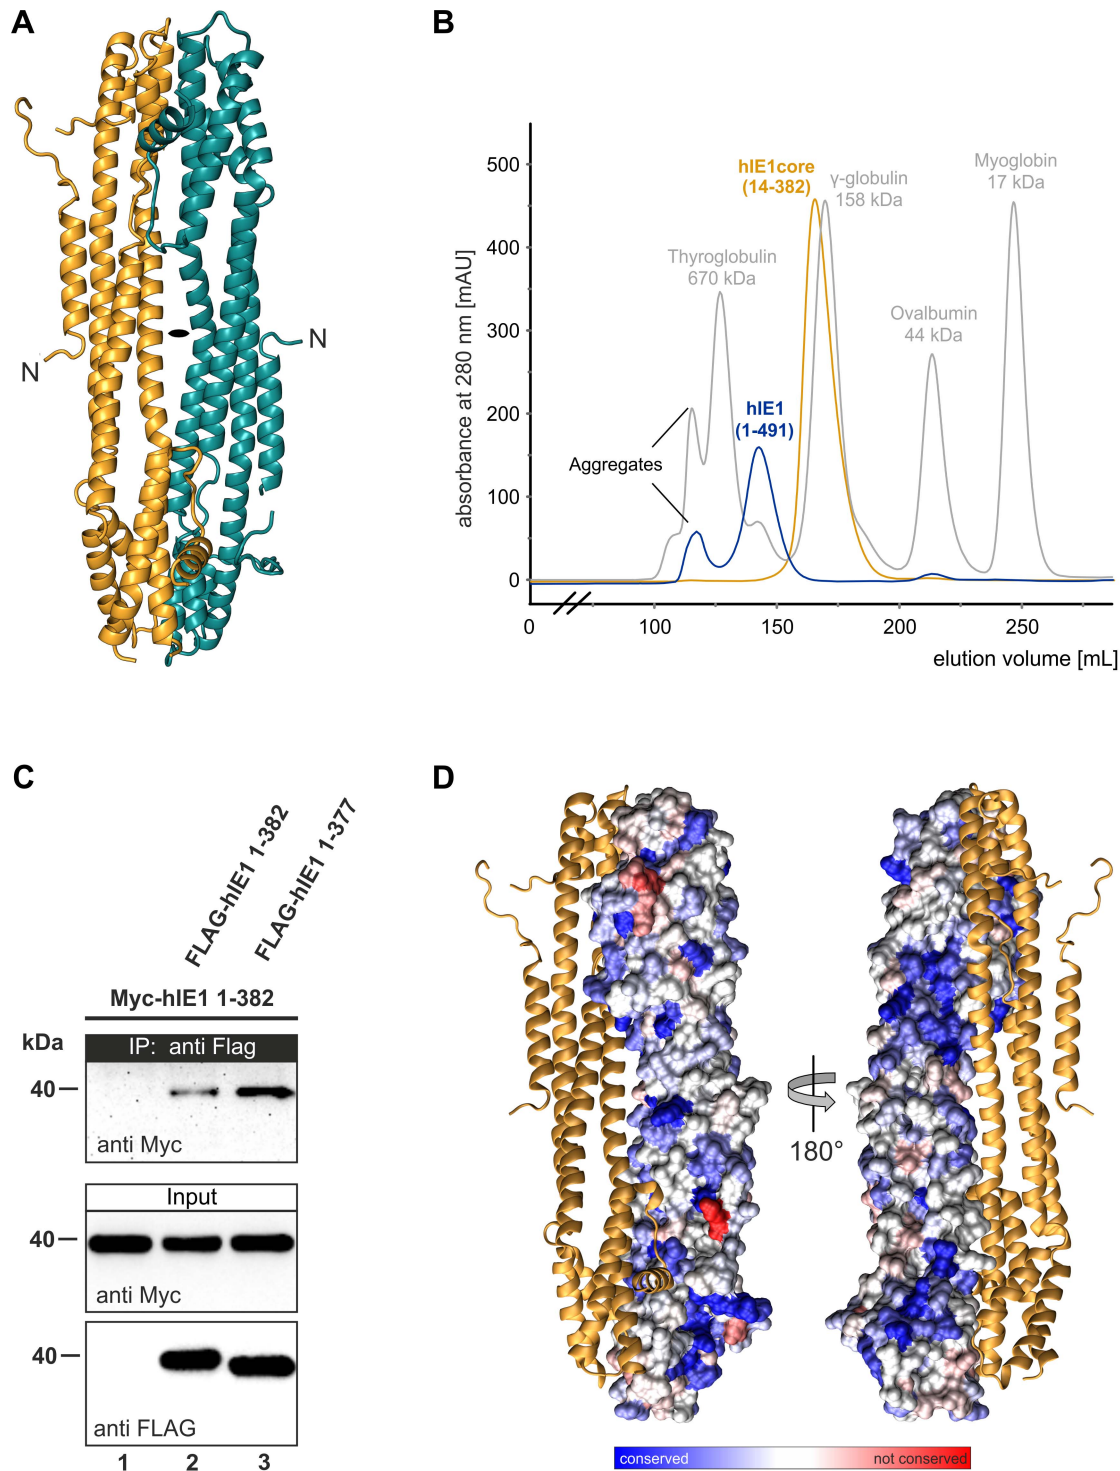 A
N
N
B
absorbance at 280 nm [mAU]
500
400
300
200
100
0
0
100
150
200
250
elution volume [mL]
Thyroglobulin
670 kDa
hIE1core
(14-382)
γ-globulin
158 kDa
Myoglobin
17 kDa
Ovalbumin
44 kDa
hIE1
(1-491)
Aggregates
C
FLAG-hIE1 1-382
FLAG-hIE1 1-377
Myc-hIE1 1-382
kDa
IP: anti Flag
40
anti Myc
Input
40
anti Myc
40
anti FLAG
1 2 3
D
180°
conserved
not conserved